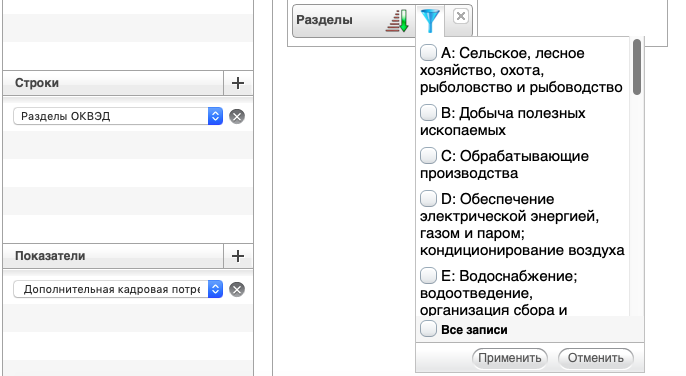 Строки
Разделы ОКВЭД
Показатели
Дополнительная кадровая потре
Разделы
A: Сельское, лесное
хозяйство, охота,
рыболовство и рыбоводство
B: Добыча полезных
ископаемых
C: Обрабатывающие
производства
D: Обеспечение
электрической энергией,
газом и паром;
кондиционирование воздуха
E: Водоснабжение;
водоотведение,
организация сбора и
Все записи
Применить Отменить